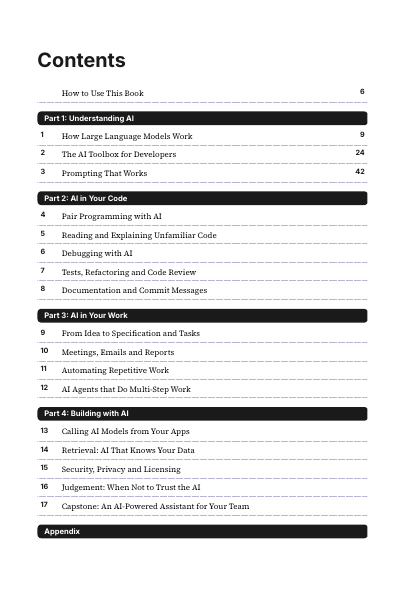 Contents
How to Use This Book 6
Part 1: Understanding AI
1 How Large Language Models Work 9
2 The AI Toolbox for Developers 24
3 Prompting That Works 42
Part 2: AI in Your Code
4 Pair Programming with AI
5 Reading and Explaining Unfamiliar Code
6 Debugging with AI
7 Tests, Refactoring and Code Review
8 Documentation and Commit Messages
Part 3: AI in Your Work
9 From Idea to Specification and Tasks
10 Meetings, Emails and Reports
11 Automating Repetitive Work
12 AI Agents that Do Multi-Step Work
Part 4: Building with AI
13 Calling AI Models from Your Apps
14 Retrieval: AI That Knows Your Data
15 Security, Privacy and Licensing
16 Judgement: When Not to Trust the AI
17 Capstone: An AI-Powered Assistant for Your Team
Appendix